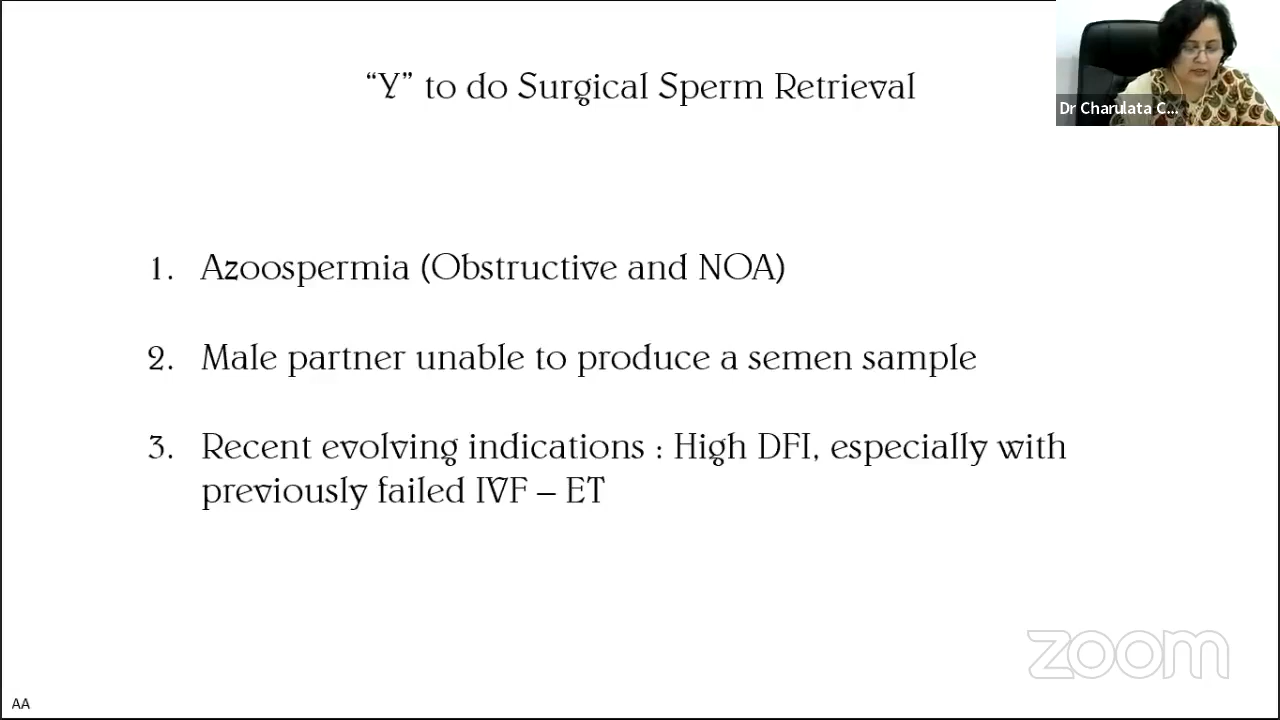 “Y” to do Surgical Sperm Retrieval
Dr Charulata C...
1. Azoospermia (Obstructive and NOA)
2. Male partner unable to produce a semen sample
3. Recent evolving indications : High DFI, especially with
previously failed IVF – ET
zoom
AA